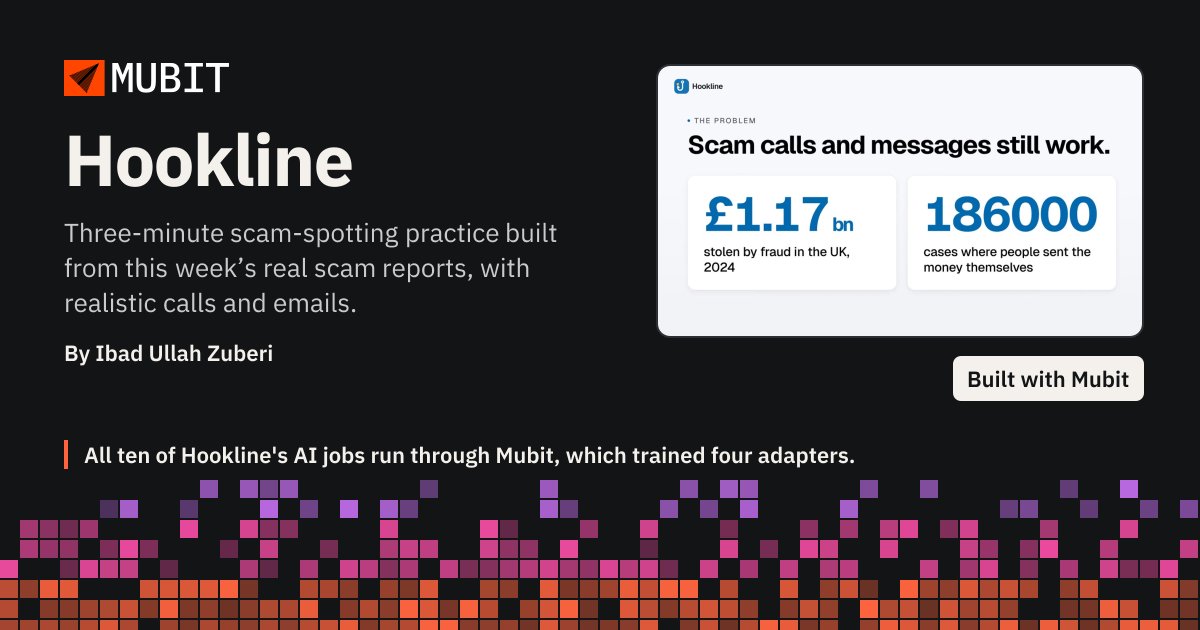 MUBIT
Hookline
Three-minute scam-spotting practice built
from this week’s real scam reports, with
realistic calls and emails.
By Ibad Ullah Zuberi
Hookline
• THE PROBLEM
Scam calls and messages still work.
£1.17 bn
stolen by fraud in the UK,
2024
186000
cases where people sent the
money themselves
Built with Mubit
All ten of Hookline's AI jobs run through Mubit, which trained four adapters.